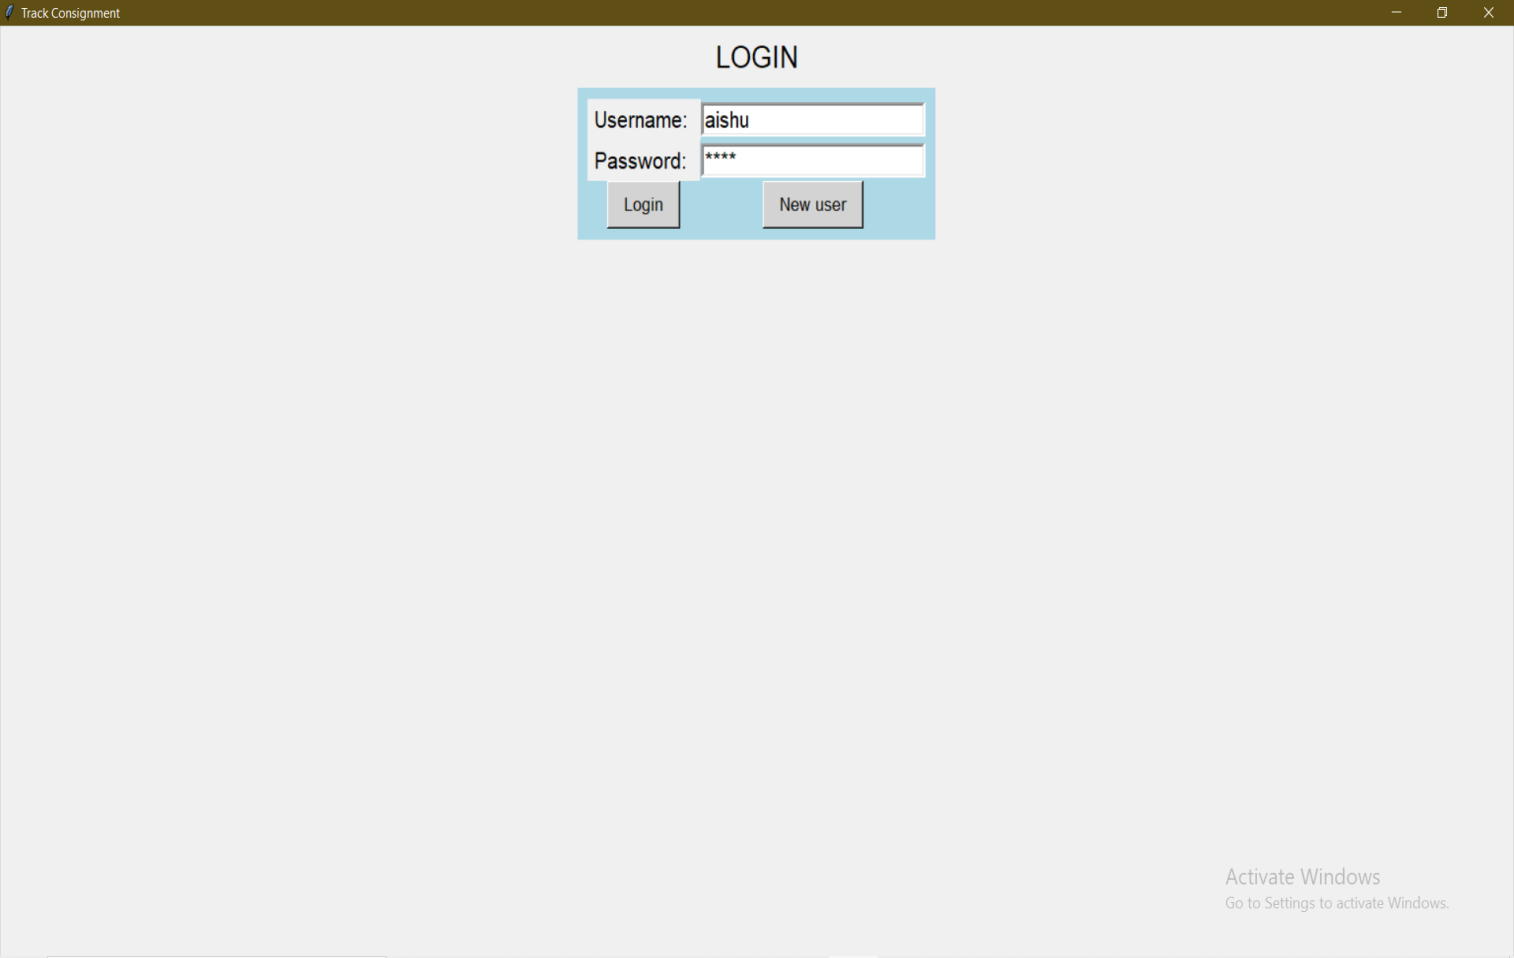 Track Consignment
LOGIN
Username: aishu
Password: ****
Login New user
Activate Windows
Go to Settings to activate Windows.